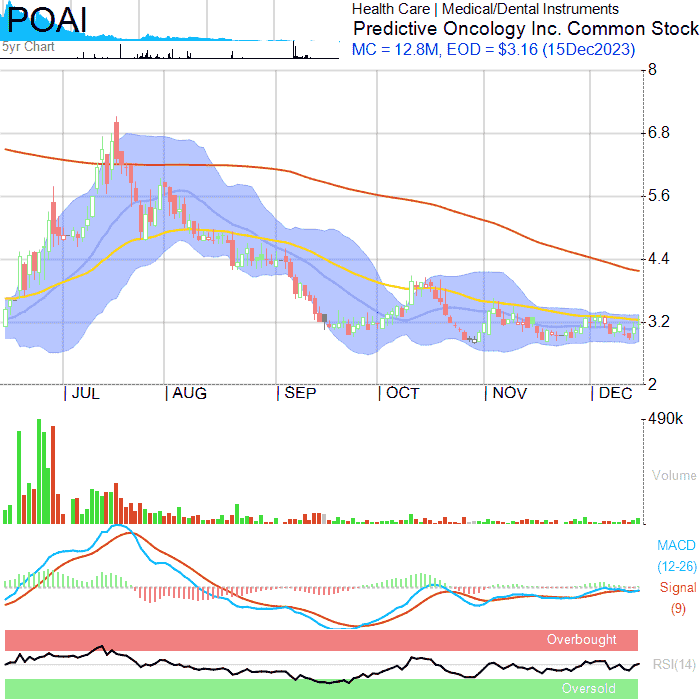 POAI
5yr Chart
Health Care | Medical/Dental Instruments
Predictive Oncology Inc. Common Stock
MC = 12.8M, EOD = $3.16 (15Dec2023)
8
6.8
5.6
4.4
3.2
2
JUL AUG SEP OCT NOV DEC
490k
Volume
MACD
(12-26)
Signal
(9)
Overbought
RSI(14)
Oversold